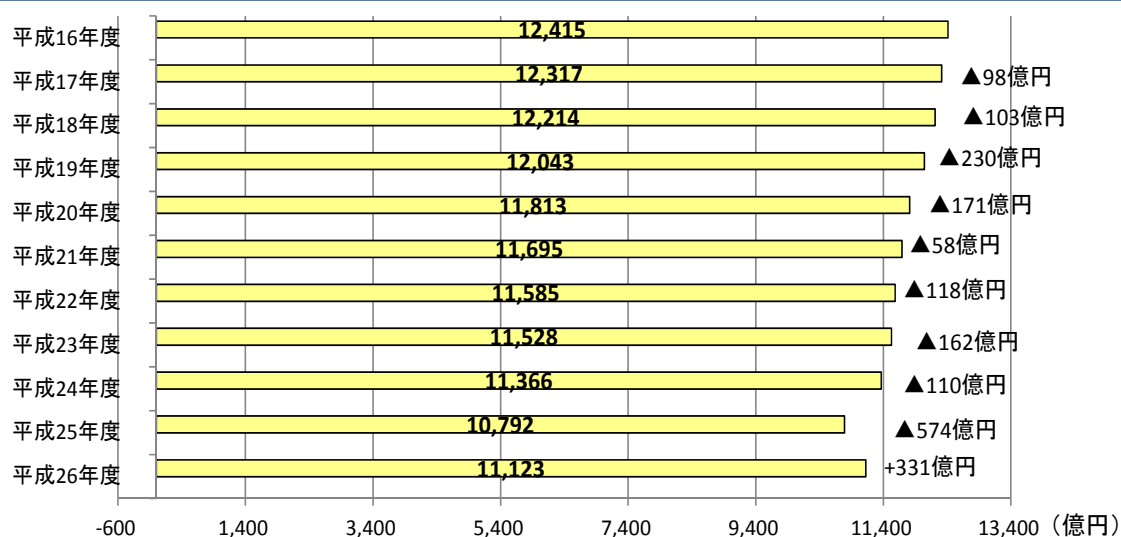 平成16年度 12,415
平成17年度 12,317 ▲98億円
平成18年度 12,214 ▲103億円
平成19年度 12,043 ▲230億円
平成20年度 11,813 ▲171億円
平成21年度 11,695 ▲58億円
平成22年度 11,585 ▲118億円
平成23年度 11,528 ▲162億円
平成24年度 11,366 ▲110億円
平成25年度 10,792 ▲574億円
平成26年度 11,123 +331億円
-600 1,400 3,400 5,400 7,400 9,400 11,400 13,400 (億円)